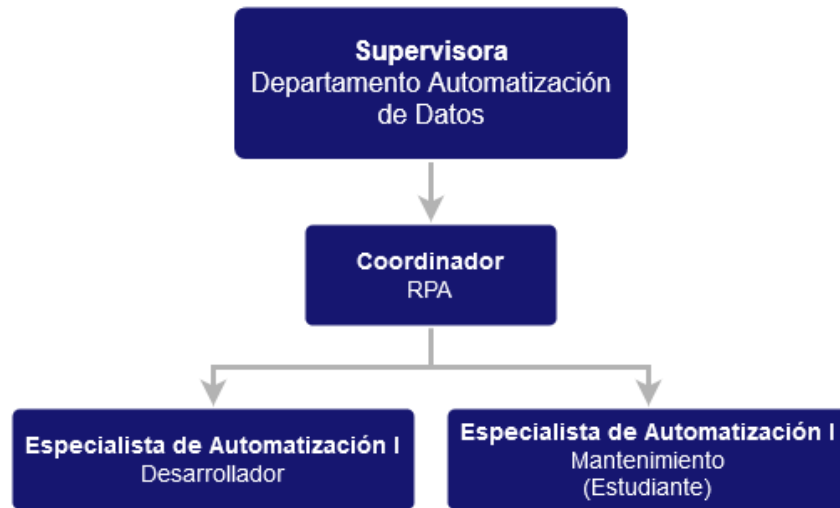 Supervisora
Departamento Automatización
de Datos
Coordinador
RPA
Especialista de Automatización I
Desarrollador
Especialista de Automatización I
Mantenimiento
(Estudiante)